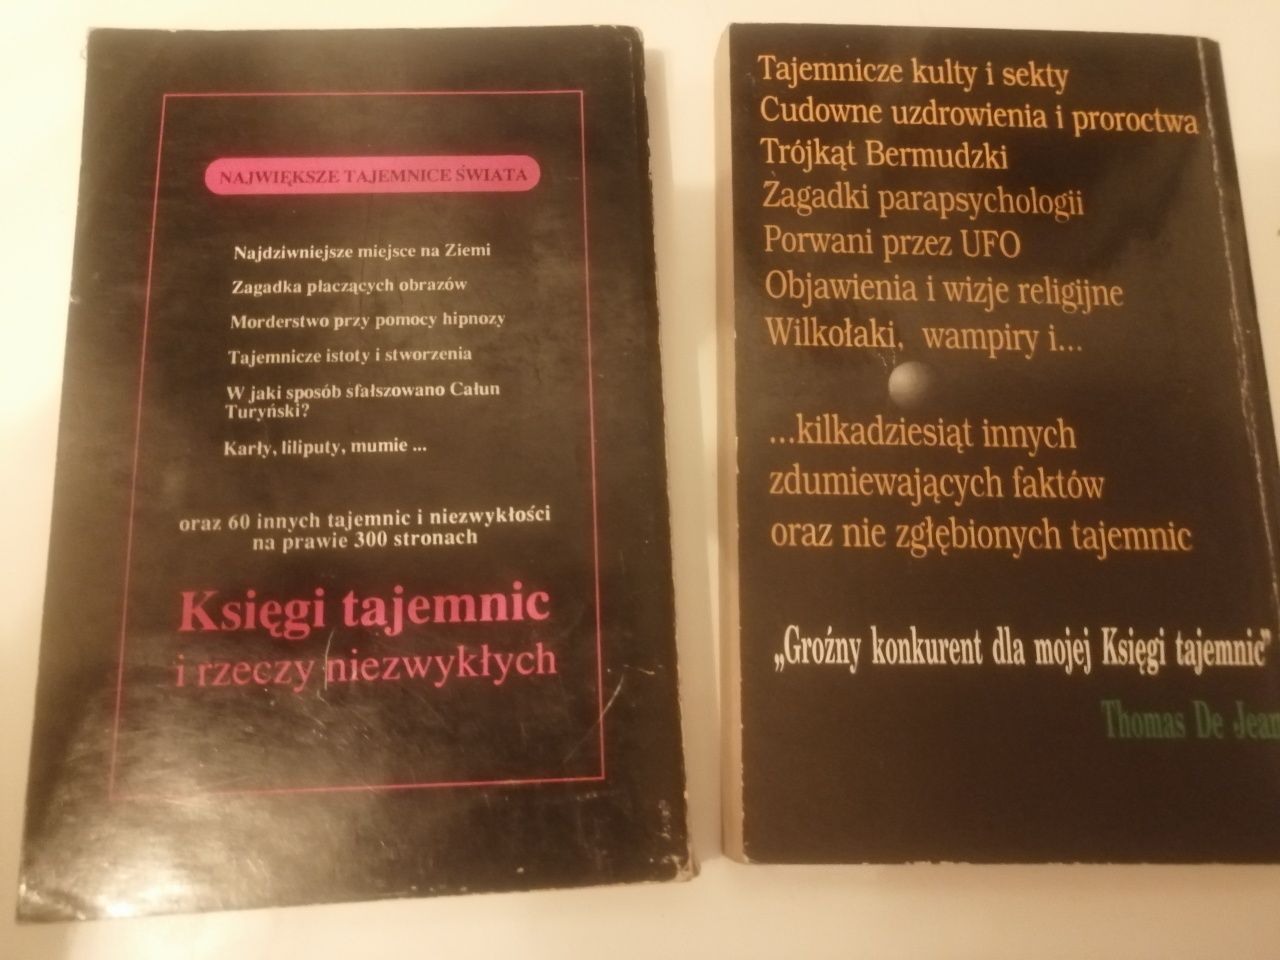 NAJWIĘKSZE TAJEMNICE ŚWIATA
Najdziwniejsze miejsce na Ziemi
Zagadka płaczących obrazów
Morderstwo przy pomocy hipnozy
Tajemnicze istoty i stworzenia
W jaki sposób sfałszowano Całun
Turyński?
Karły, liliputy, mumie ...
oraz 60 innych tajemnic i niezwykłości
na prawie 300 stronach
Księgi tajemnic
i rzeczy niezwykłych
Tajemnicze kulty i sekty
Cudowne uzdrowienia i proroctwa
Trójkąt Bermudzki
Zagadki parapsychologii
Porwani przez UFO
Objawienia i wizje religijne
Wilkołaki, wampiry i...
...kilkadziesiąt innych
zdumiewających faktów
oraz nie zgłębionych tajemnic
„Groźny konkurent dla mojej Księgi tajemnic"
Thomas De Jean